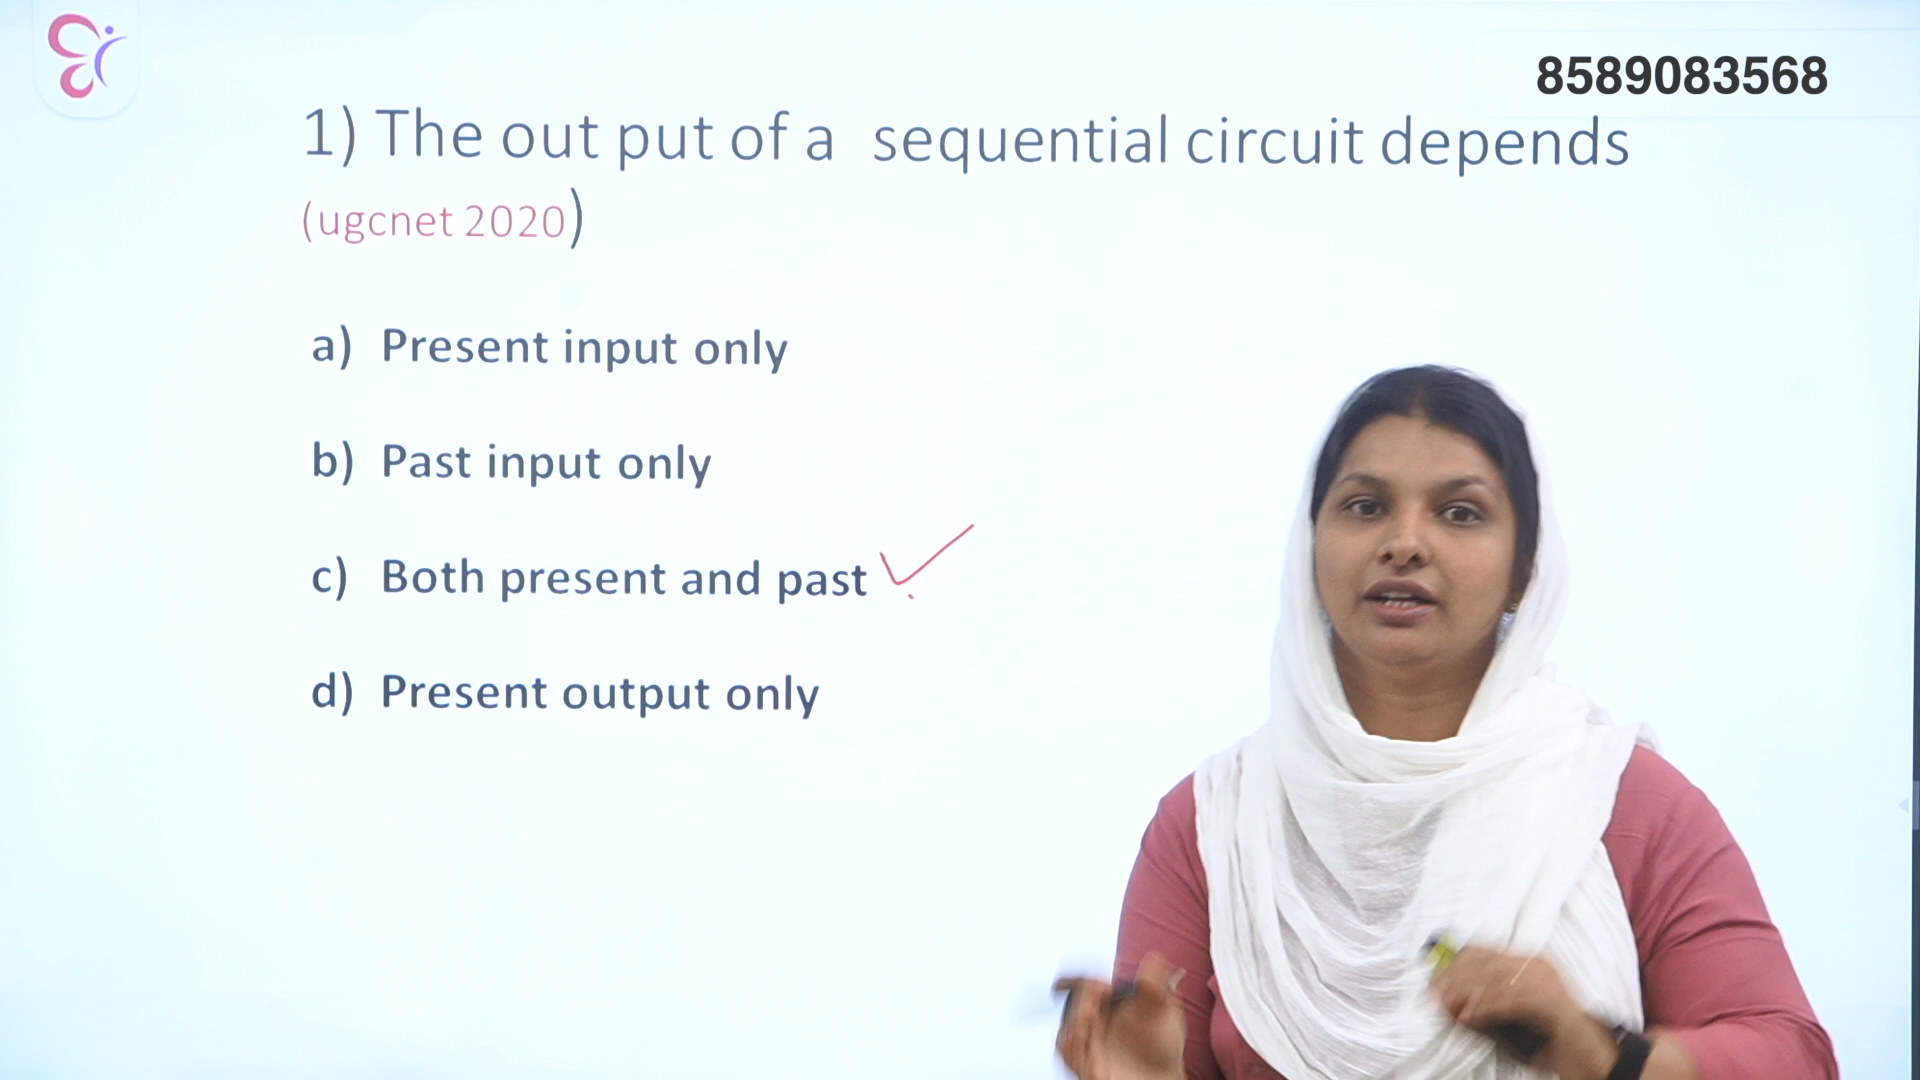 8589083568
1) The out put of a sequential circuit depends
(ugcnet 2020)
a) Present input only
b) Past input only
c) Both present and past
d) Present output only